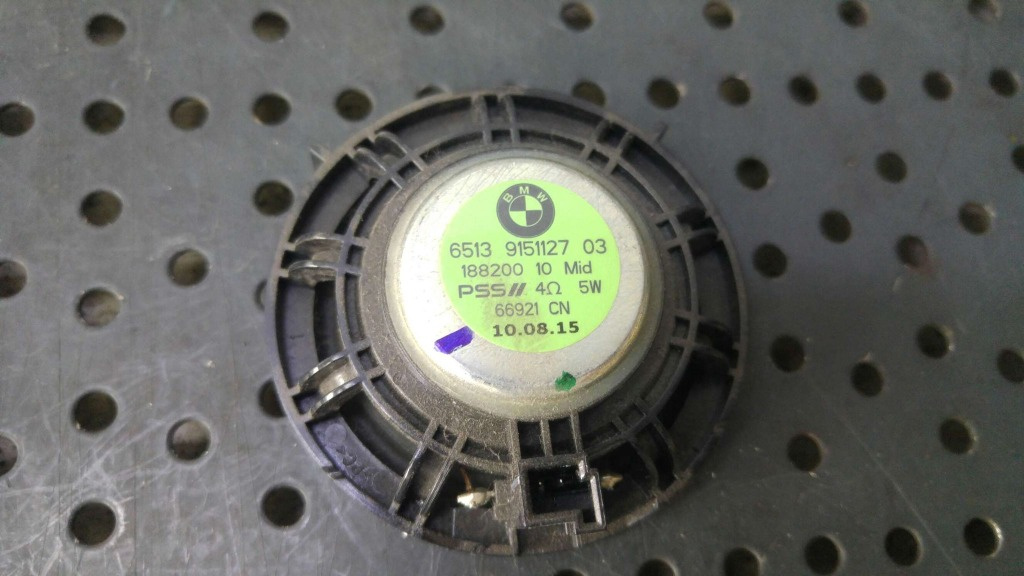 BMW
6513 9151127 03
188200 10 Mid
PSS// 4Ω 5W
66921 CN
10.08.15